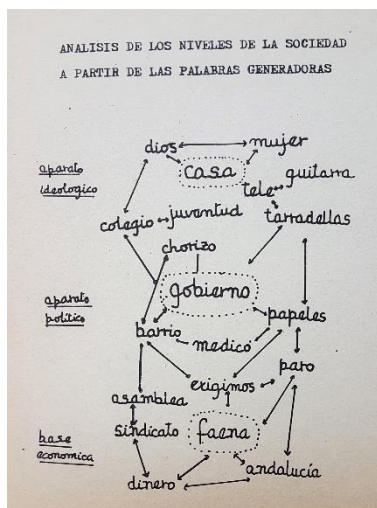 ANALISIS DE LOS NIVELES DE LA SOCIEDAD
A PARTIR DE LAS PALABRAS GENERADORAS
dios mujer
aparato casa
ideologico tele guitarra
colegio juventud tarradellas
chorizo
aparato gobierno
politico papeles
barrio medico
paro
asamblea exigimos
base sindicato faena
economica
dinero andalucía